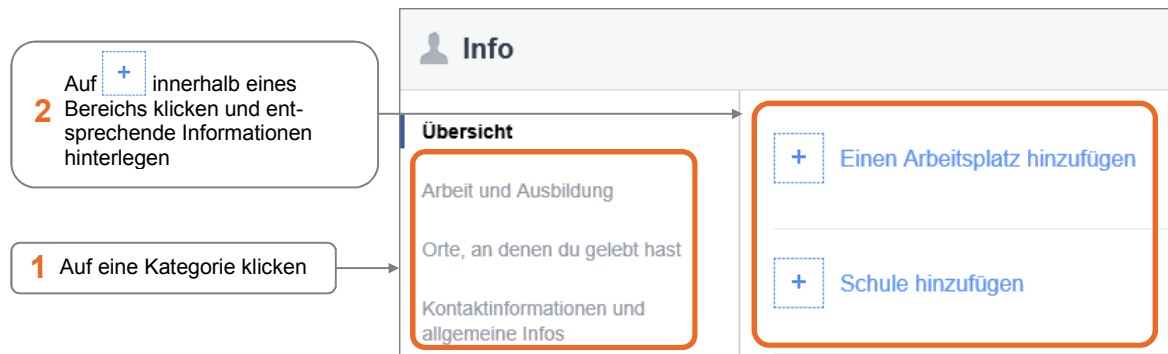 Info
2 Auf + innerhalb eines
Bereichs klicken und ent-
sprechende Informationen
hinterlegen
1 Auf eine Kategorie klicken
Übersicht
Arbeit und Ausbildung
Orte, an denen du gelebt hast
Kontaktinformationen und
allgemeine Infos
+ Einen Arbeitsplatz hinzufügen
+ Schule hinzufügen